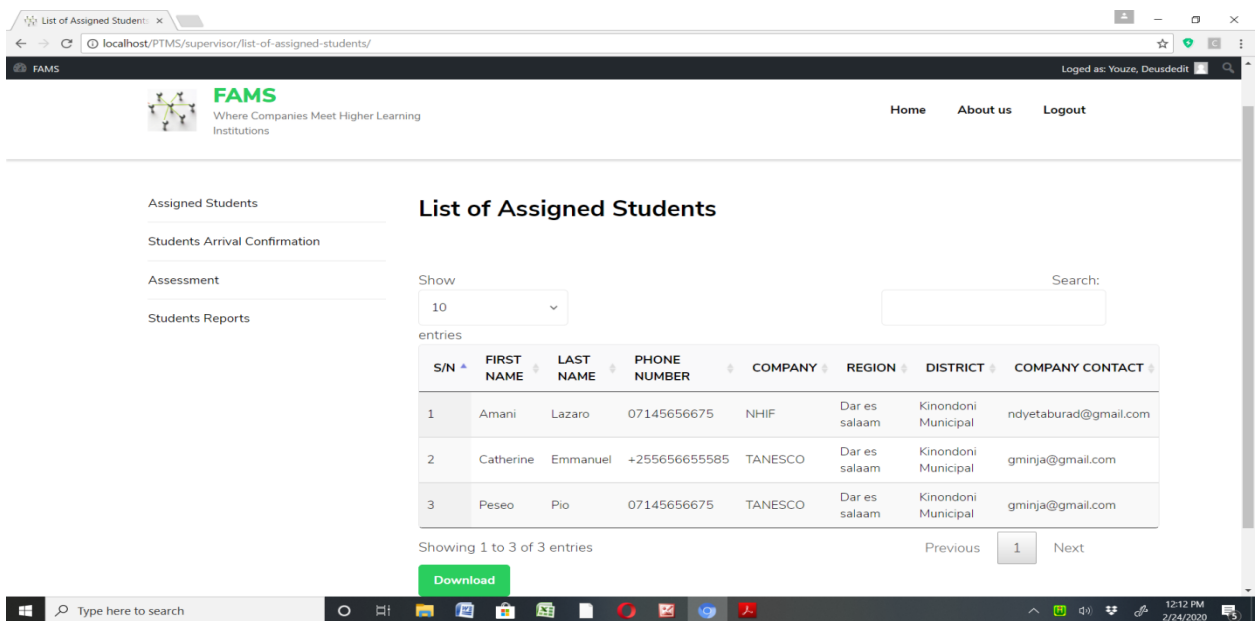 List of Assigned Student
localhost/PTMS/supervisor/list-of-assigned-students/
FAMS
Loged as: Youze, Deusdedit
FAMS
Where Companies Meet Higher Learning
Institutions
Home About us Logout
Assigned Students
Students Arrival Confirmation
Assessment
Students Reports
List of Assigned Students
Show
10
entries
Search:
S/N FIRST NAME LAST NAME PHONE NUMBER COMPANY REGION DISTRICT COMPANY CONTACT
1 Amani Lazaro 07145656675 NHIF Dar es salaam Kinondoni Municipal ndyetaburad@gmail.com
2 Catherine Emmanuel +255656655585 TANESCO Dar es salaam Kinondoni Municipal gminja@gmail.com
3 Peseo Pio 07145656675 TANESCO Dar es salaam Kinondoni Municipal gminja@gmail.com
Showing 1 to 3 of 3 entries
Previous 1 Next
Download
Type here to search
12:12 PM
2/24/2020